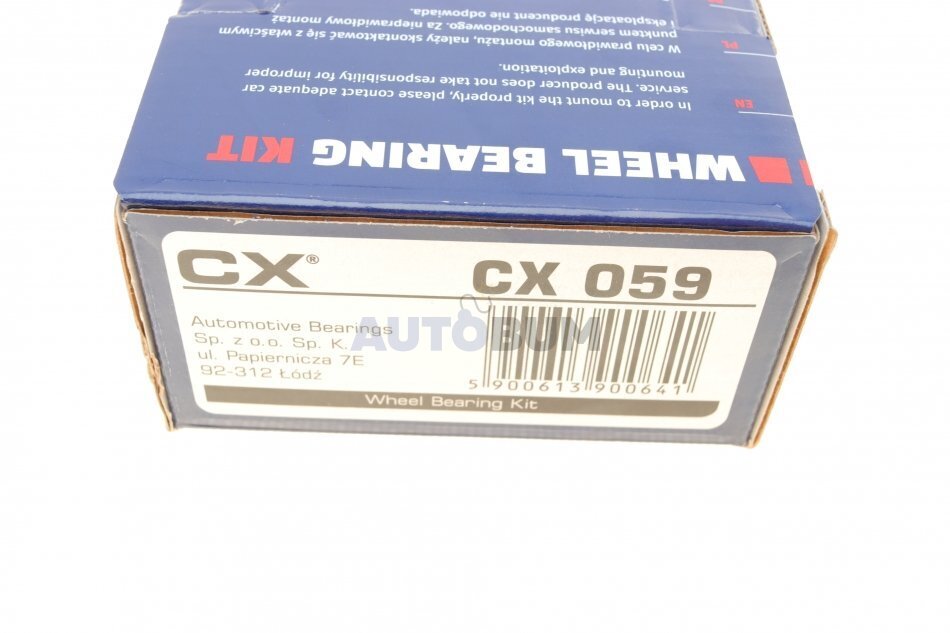 WHEEL BEARING KIT
EN
In order to mount the kit properly, please contact adequate car
service. The producer does not take responsibility for improper
mounting and exploitation.
PL
W celu prawidłowego montażu, należy skontaktować się z właściwym
punktem serwisu samochodowego. Za nieprawidłowy montaż
i eksploatację producent nie odpowiada.
CX®
CX 059
Automotive Bearings
Sp. z o.o. Sp. K.
ul. Papiernicza 7E
92-312 Łódź
5 900613 900641
Wheel Bearing Kit
AUTOBUM